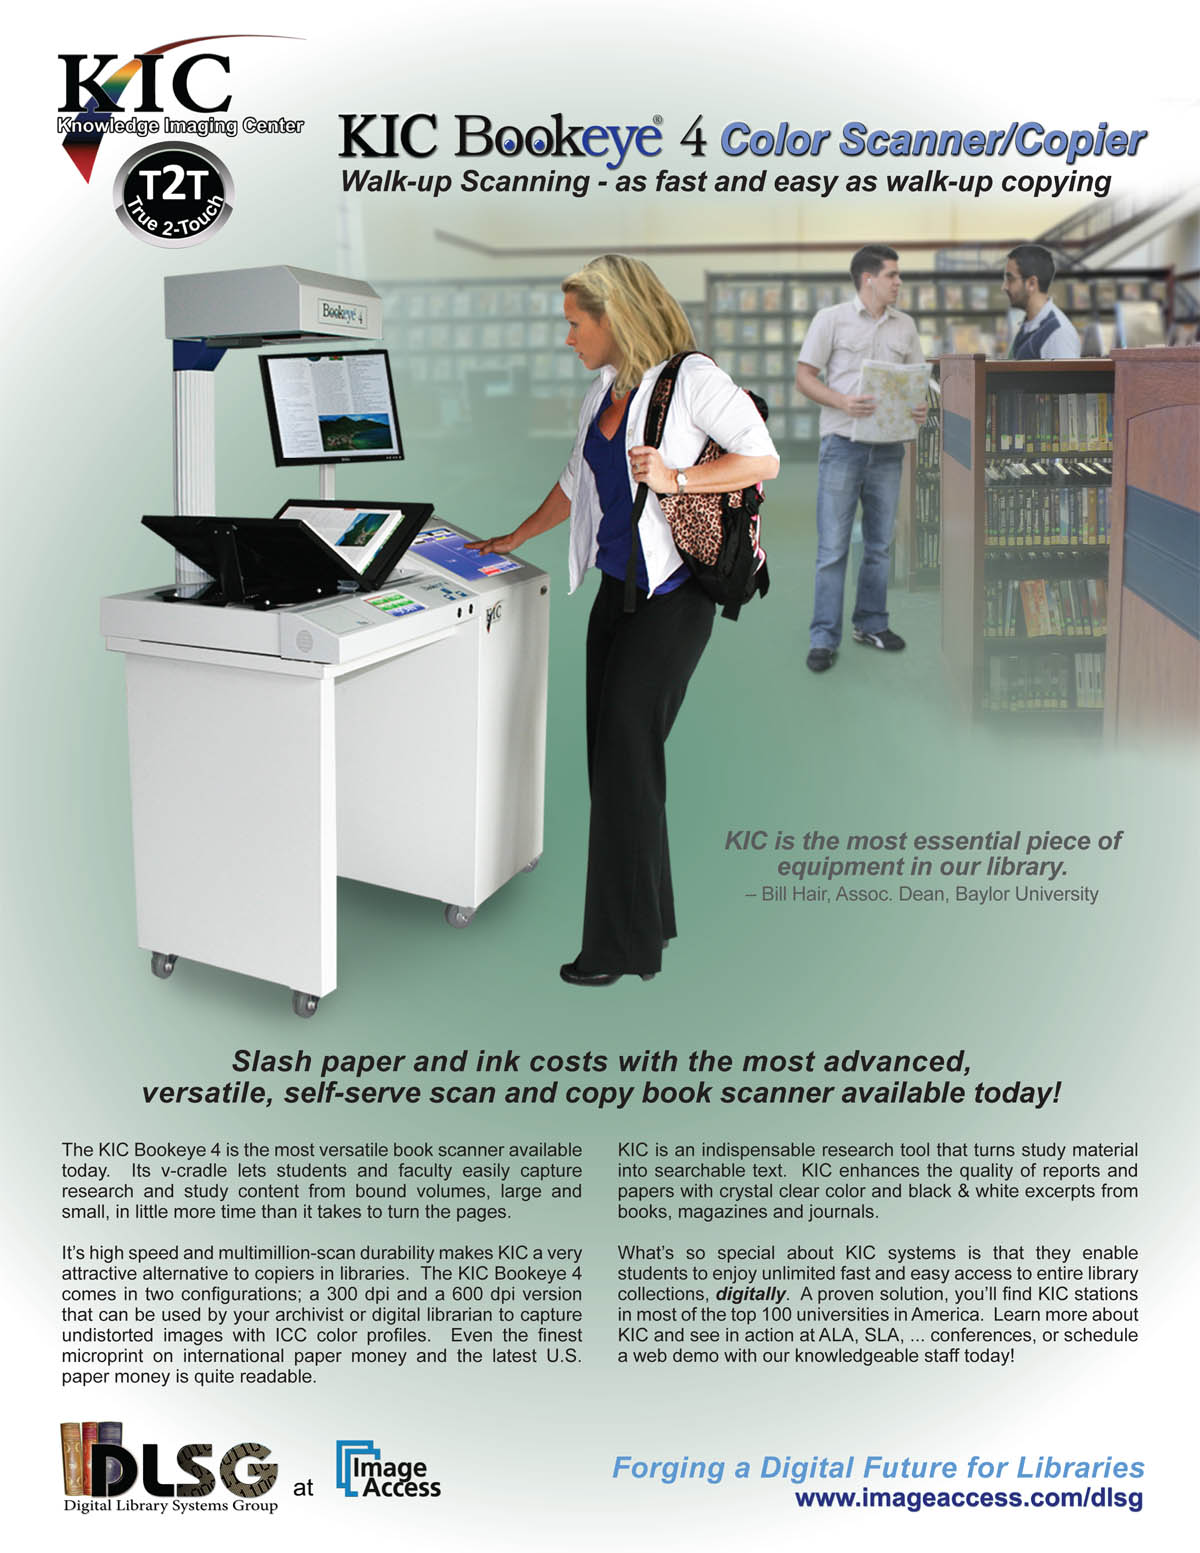 KIC
Knowledge Imaging Center
T2T
True 2-Touch
KIC Bookeye® 4 Color Scanner/Copier
Walk-up Scanning - as fast and easy as walk-up copying
Bookeye 4
KIC
KIC is the most essential piece of
equipment in our library.
– Bill Hair, Assoc. Dean, Baylor University
Slash paper and ink costs with the most advanced,
versatile, self-serve scan and copy book scanner available today!
The KIC Bookeye 4 is the most versatile book scanner available
today. Its v-cradle lets students and faculty easily capture
research and study content from bound volumes, large and
small, in little more time than it takes to turn the pages.
It’s high speed and multimillion-scan durability makes KIC a very
attractive alternative to copiers in libraries. The KIC Bookeye 4
comes in two configurations; a 300 dpi and a 600 dpi version
that can be used by your archivist or digital librarian to capture
undistorted images with ICC color profiles. Even the finest
microprint on international paper money and the latest U.S.
paper money is quite readable.
KIC is an indispensable research tool that turns study material
into searchable text. KIC enhances the quality of reports and
papers with crystal clear color and black & white excerpts from
books, magazines and journals.
What’s so special about KIC systems is that they enable
students to enjoy unlimited fast and easy access to entire library
collections, digitally. A proven solution, you’ll find KIC stations
in most of the top 100 universities in America. Learn more about
KIC and see in action at ALA, SLA, ... conferences, or schedule
a web demo with our knowledgeable staff today!
DLSG
Digital Library Systems Group
at
Image
Access
Forging a Digital Future for Libraries
www.imageaccess.com/dlsg